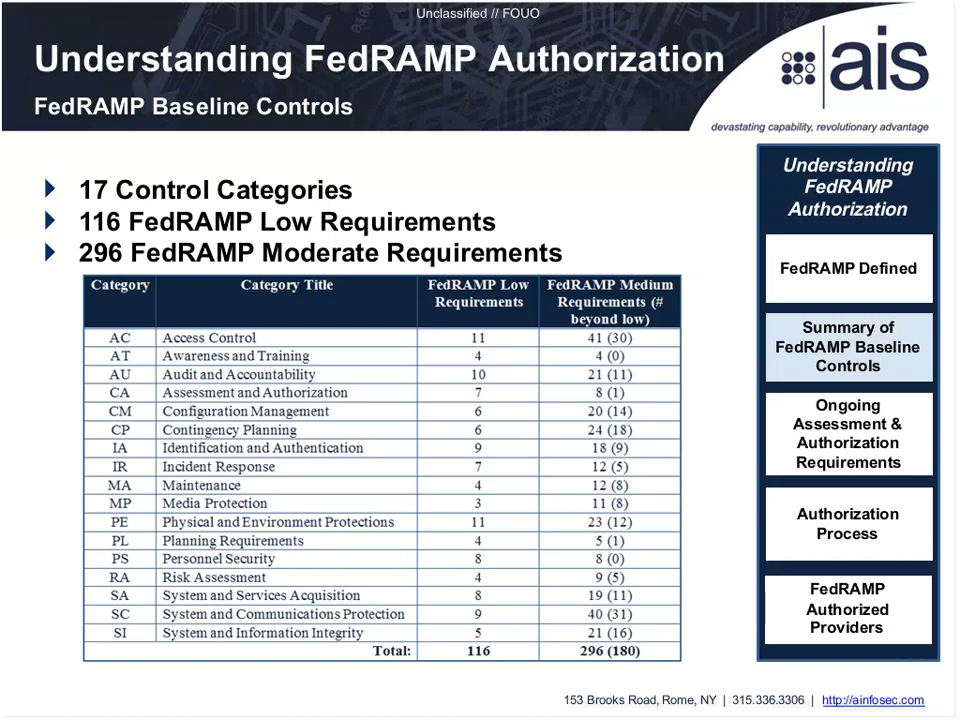 Unclassified // FOUO
Understanding FedRAMP Authorization
FedRAMP Baseline Controls
ais
devastating capability, revolutionary advantage
17 Control Categories
116 FedRAMP Low Requirements
296 FedRAMP Moderate Requirements
Category Category Title FedRAMP Low Requirements FedRAMP Medium Requirements (# beyond low)
AC Access Control 11 41 (30)
AT Awareness and Training 4 4 (0)
AU Audit and Accountability 10 21 (11)
CA Assessment and Authorization 7 8 (1)
CM Configuration Management 6 20 (14)
CP Contingency Planning 6 24 (18)
IA Identification and Authentication 9 18 (9)
IR Incident Response 7 12 (5)
MA Maintenance 4 12 (8)
MP Media Protection 3 11 (8)
PE Physical and Environment Protections 11 23 (12)
PL Planning Requirements 4 5 (1)
PS Personnel Security 8 8 (0)
RA Risk Assessment 4 9 (5)
SA System and Services Acquisition 8 19 (11)
SC System and Communications Protection 9 40 (31)
SI System and Information Integrity 5 21 (16)
Total: 116 296 (180)
Understanding
FedRAMP
Authorization
FedRAMP Defined
Summary of
FedRAMP Baseline
Controls
Ongoing
Assessment &
Authorization
Requirements
Authorization
Process
FedRAMP
Authorized
Providers
153 Brooks Road, Rome, NY | 315.336.3306 | http://ainfosec.com